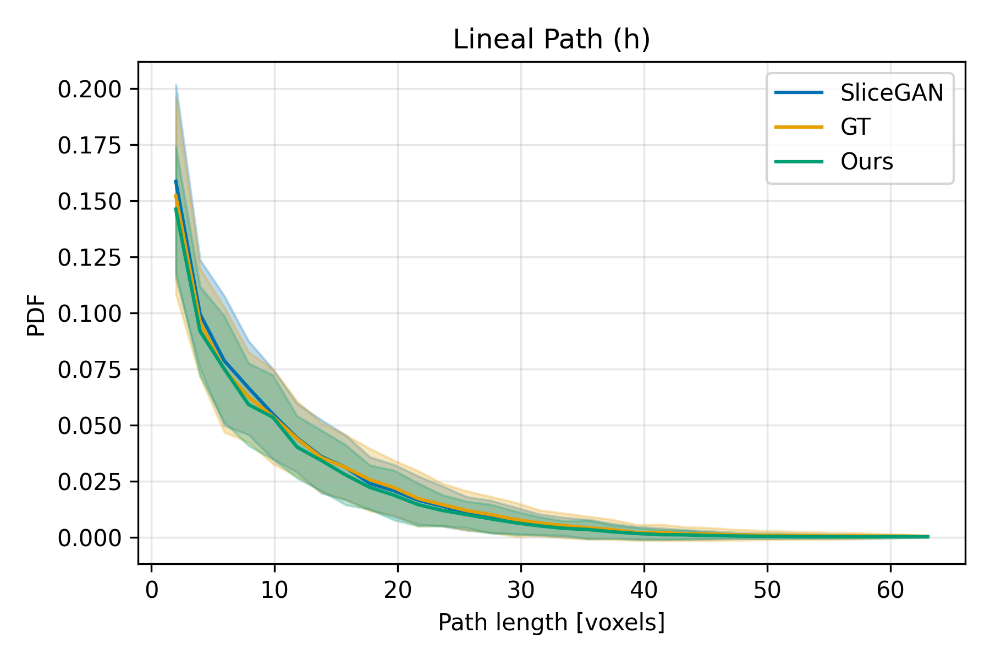 Lineal Path (h)
SliceGAN
GT
Ours
PDF
0.200
0.175
0.150
0.125
0.100
0.075
0.050
0.025
0.000
0 10 20 30 40 50 60
Path length [voxels]